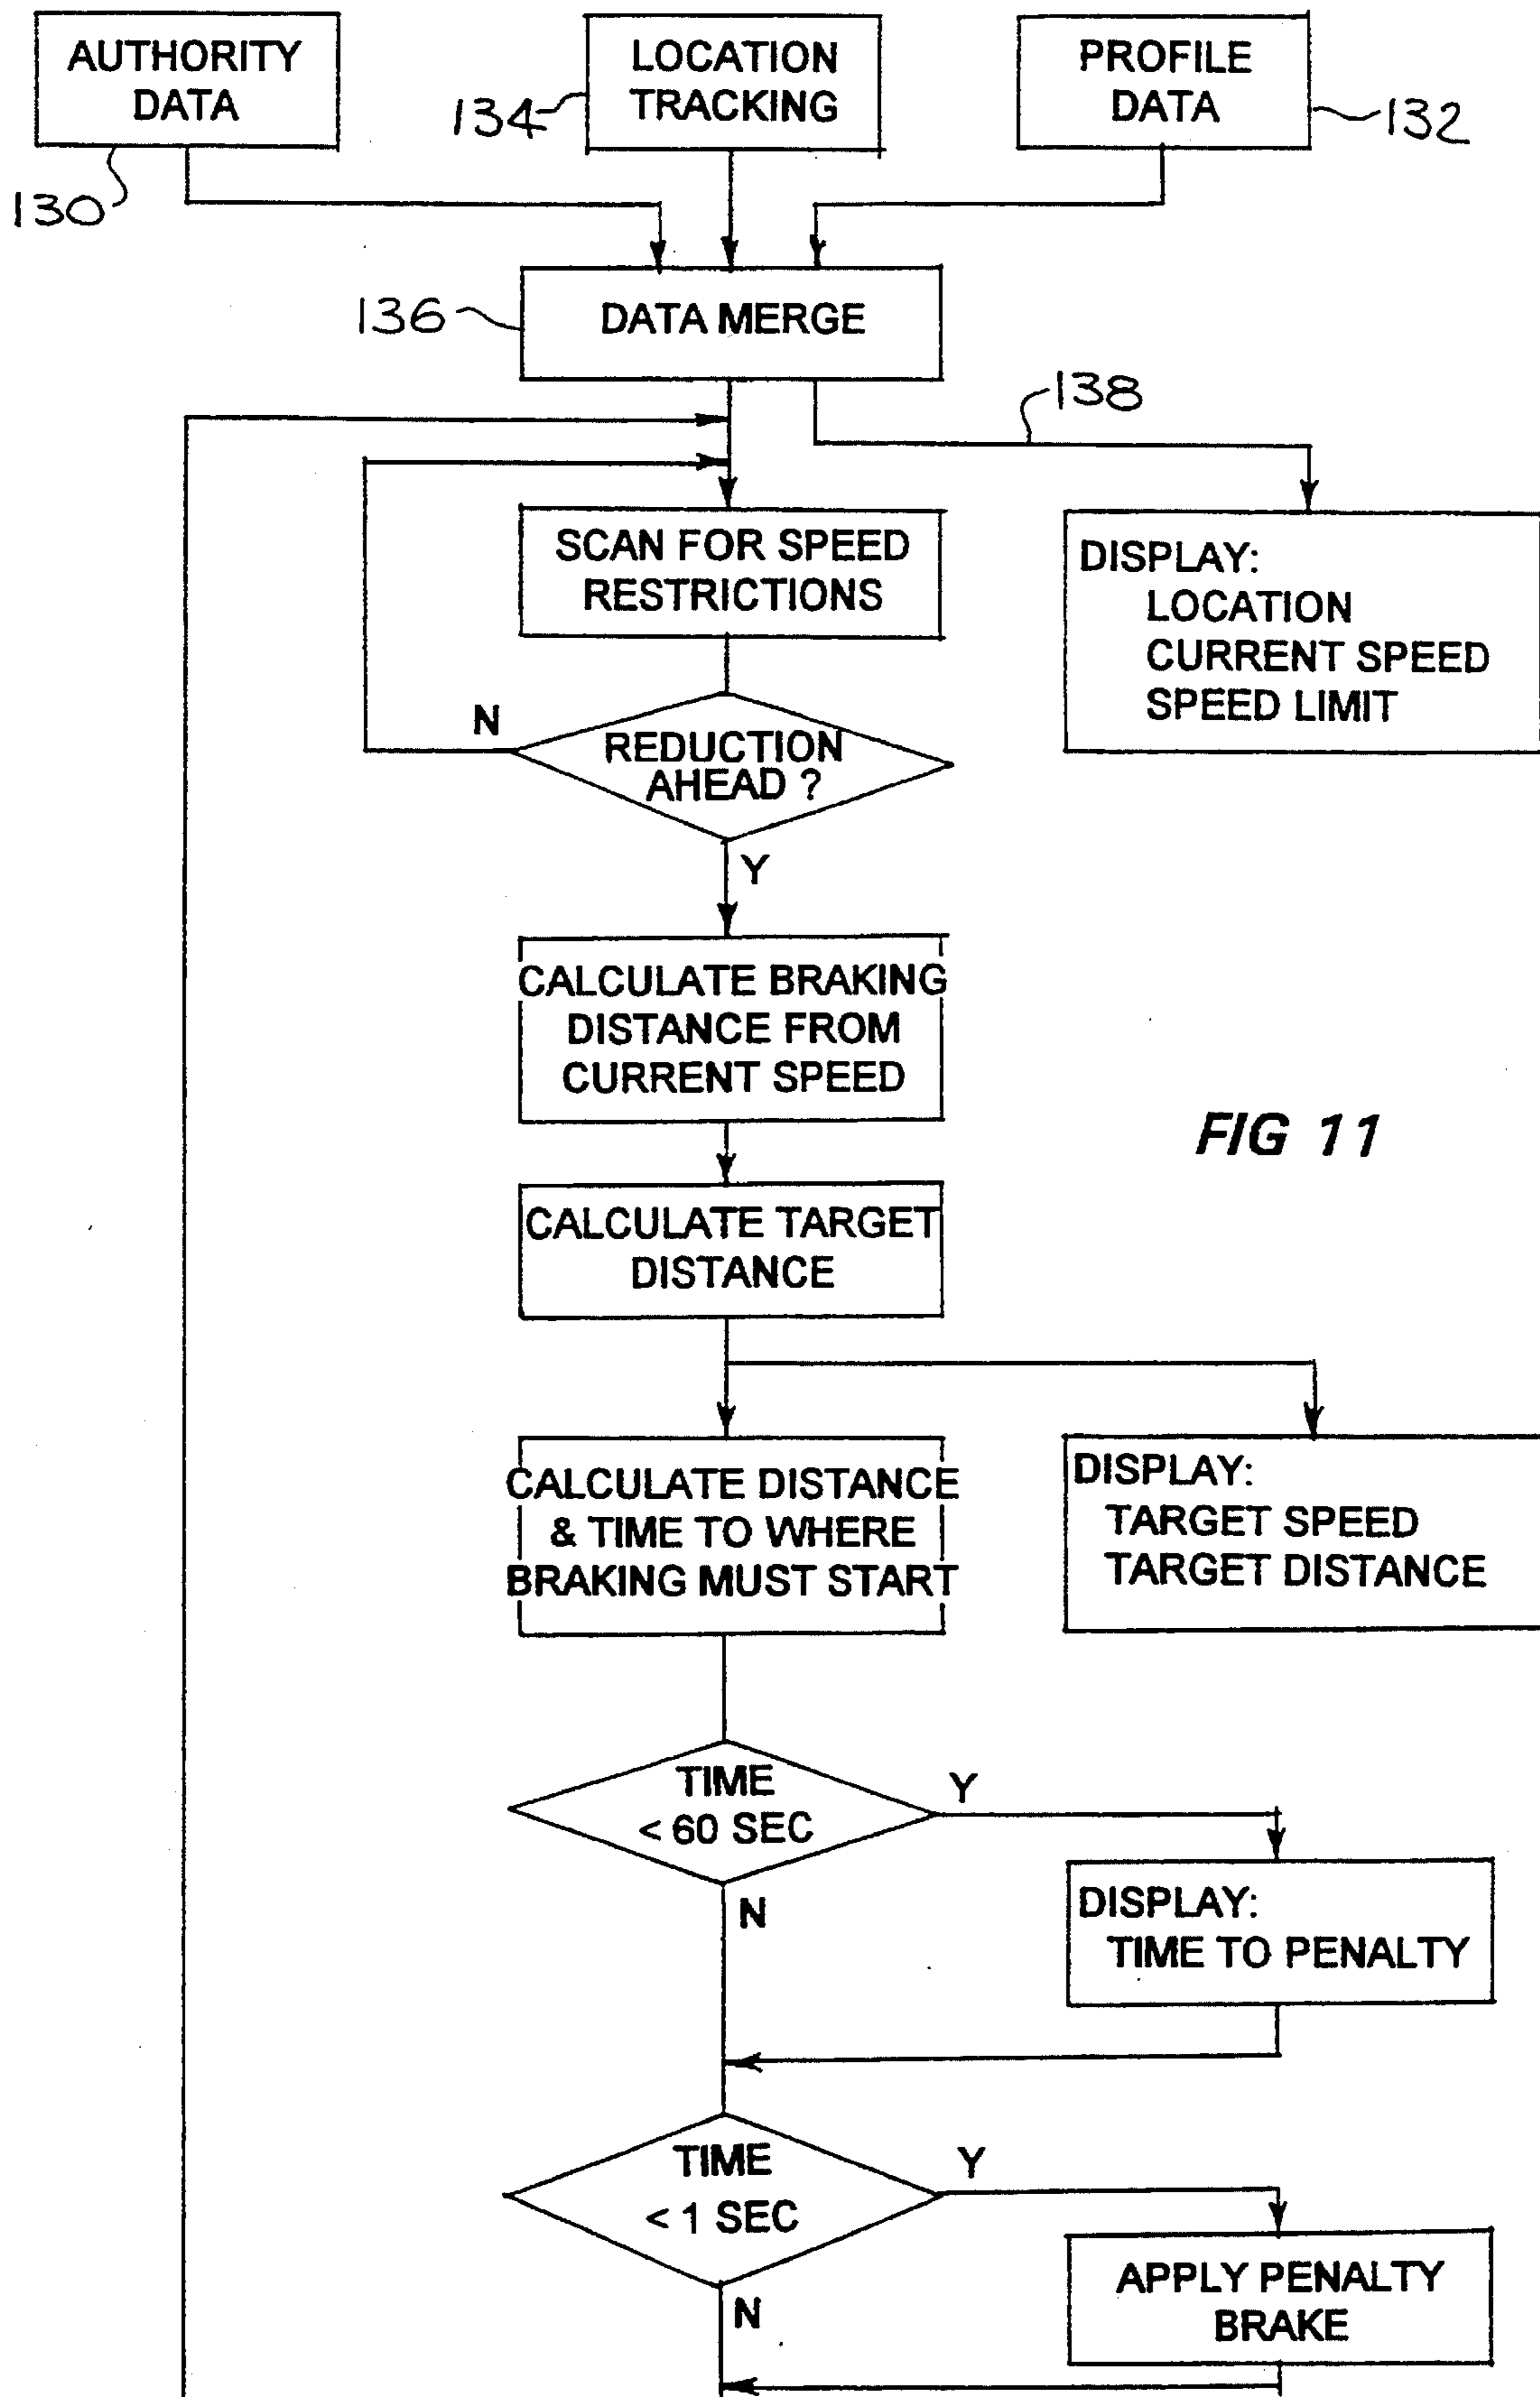 AUTHORITY
DATA
LOCATION
TRACKING
PROFILE
DATA
134
132
130
136
DATA MERGE
138
SCAN FOR SPEED
RESTRICTIONS
DISPLAY:
LOCATION
CURRENT SPEED
SPEED LIMIT
N
REDUCTION
AHEAD ?
Y
CALCULATE BRAKING
DISTANCE FROM
CURRENT SPEED
FIG 11
CALCULATE TARGET
DISTANCE
CALCULATE DISTANCE
& TIME TO WHERE
BRAKING MUST START
DISPLAY:
TARGET SPEED
TARGET DISTANCE
TIME
< 60 SEC
Y
N
DISPLAY:
TIME TO PENALTY
TIME
< 1 SEC
Y
N
APPLY PENALTY
BRAKE